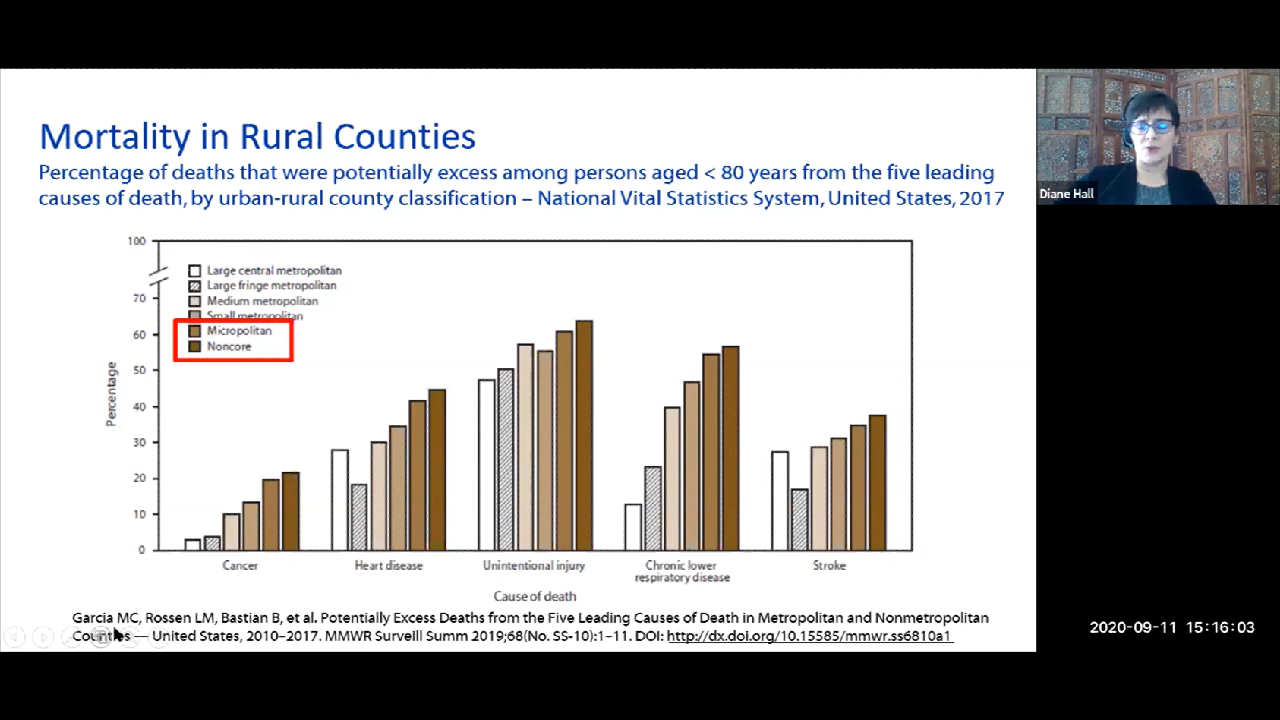 Mortality in Rural Counties
Percentage of deaths that were potentially excess among persons aged < 80 years from the five leading
causes of death, by urban-rural county classification – National Vital Statistics System, United States, 2017
Diane Hall
100
70
60
50
40
30
20
10
0
Percentage
Large central metropolitan
Large fringe metropolitan
Medium metropolitan
Small metropolitan
Micropolitan
Noncore
Cancer
Heart disease
Unintentional injury
Chronic lower
respiratory disease
Stroke
Cause of death
Garcia MC, Rossen LM, Bastian B, et al. Potentially Excess Deaths from the Five Leading Causes of Death in Metropolitan and Nonmetropolitan
Counties — United States, 2010–2017. MMWR Surveill Summ 2019;68(No. SS-10):1–11. DOI: http://dx.doi.org/10.15585/mmwr.ss6810a1
2020-09-11 15:16:03